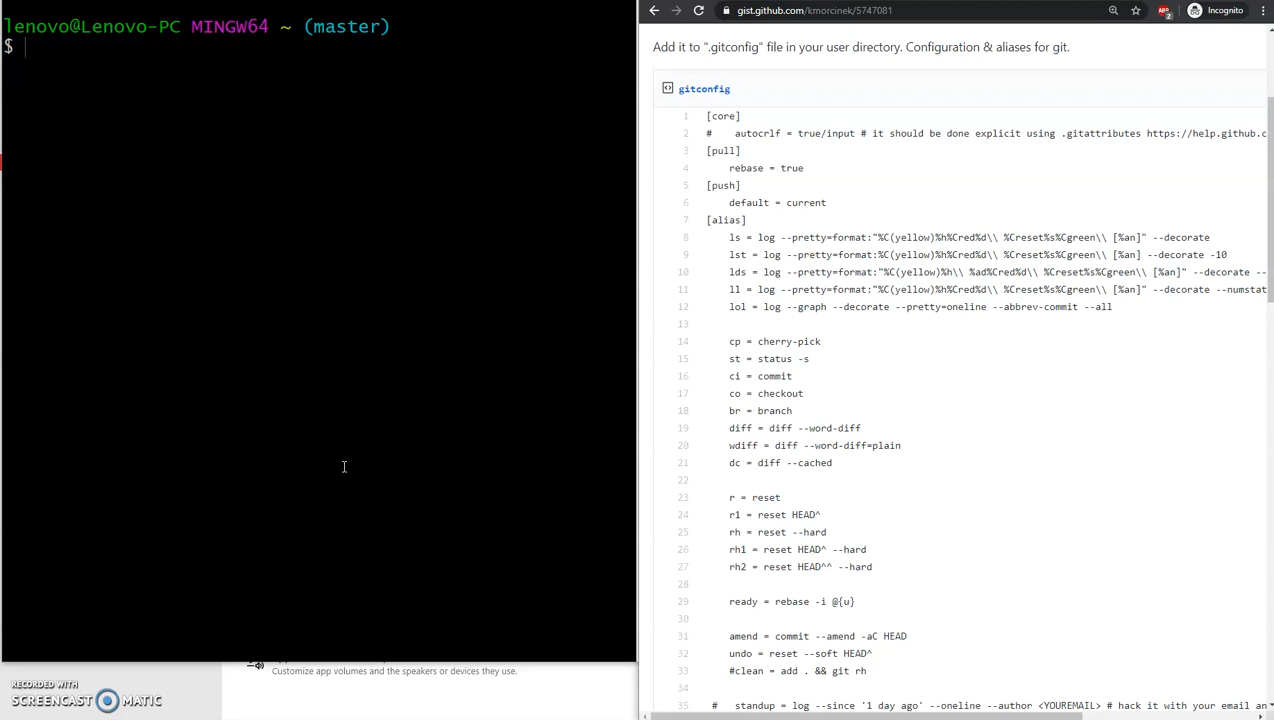 lenovo@Lenovo-PC MINGW64 ~ (master)
$
gist.github.com/kmorcinek/5747081
2
Incognito
Add it to ".gitconfig" file in your user directory. Configuration & aliases for git.
gitconfig
1 [core]
2 #    autocrlf = true/input # it should be done explicit using .gitattributes https://help.github.c
3 [pull]
4     rebase = true
5 [push]
6     default = current
7 [alias]
8     ls = log --pretty=format:"%C(yellow)%h%Cred%d\\ %Creset%s%Cgreen\\ [%an]" --decorate
9     lst = log --pretty=format:"%C(yellow)%h%Cred%d\\ %Creset%s%Cgreen\\ [%an] --decorate -10
10     lds = log --pretty=format:"%C(yellow)%h\\ %ad%Cred%d\\ %Creset%s%Cgreen\\ [%an]" --decorate --
11     ll = log --pretty=format:"%C(yellow)%h%Cred%d\\ %Creset%s%Cgreen\\ [%an]" --decorate --numstat
12     lol = log --graph --decorate --pretty=oneline --abbrev-commit --all
13
14     cp = cherry-pick
15     st = status -s
16     ci = commit
17     co = checkout
18     br = branch
19     diff = diff --word-diff
20     wdiff = diff --word-diff=plain
21     dc = diff --cached
22
23     r = reset
24     r1 = reset HEAD^
25     rh = reset --hard
26     rh1 = reset HEAD^ --hard
27     rh2 = reset HEAD^^ --hard
28
29     ready = rebase -i @{u}
30
31     amend = commit --amend -aC HEAD
32     undo = reset --soft HEAD^
33     #clean = add . && git rh
34
35  #   standup = log --since '1 day ago' --oneline --author <YOUREMAIL> # hack it with your email an
Customize app volumes and the speakers or devices they use.
RECORDED WITH
SCREENCAST MATIC